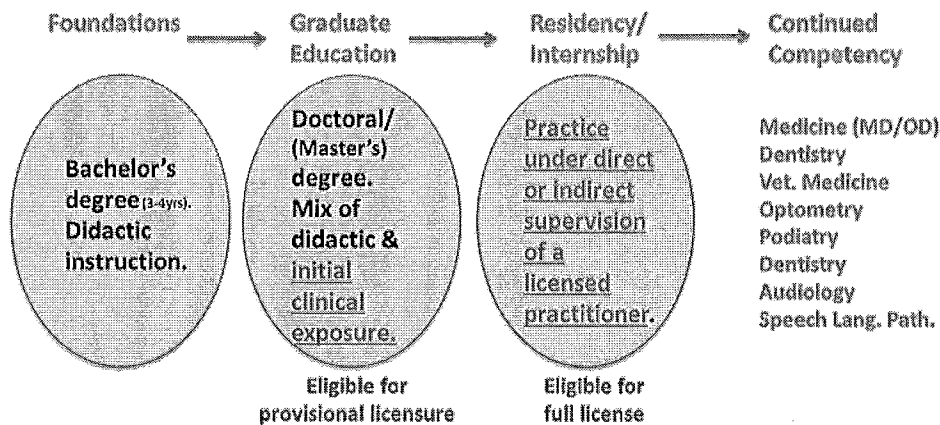 Foundations
Graduate
Education
Residency/
Internship
Continued
Competency
Bachelor's
degree (3-4yrs).
Didactic
instruction.
Doctoral/
(Master's)
degree.
Mix of
didactic &
initial
clinical
exposure.
Practice
under direct
or indirect
supervision
of a
licensed
practitioner.
Medicine (MD/OD)
Dentistry
Vet. Medicine
Optometry
Podiatry
Dentistry
Audiology
Speech Lang. Path.
Eligible for
provisional licensure
Eligible for
full license